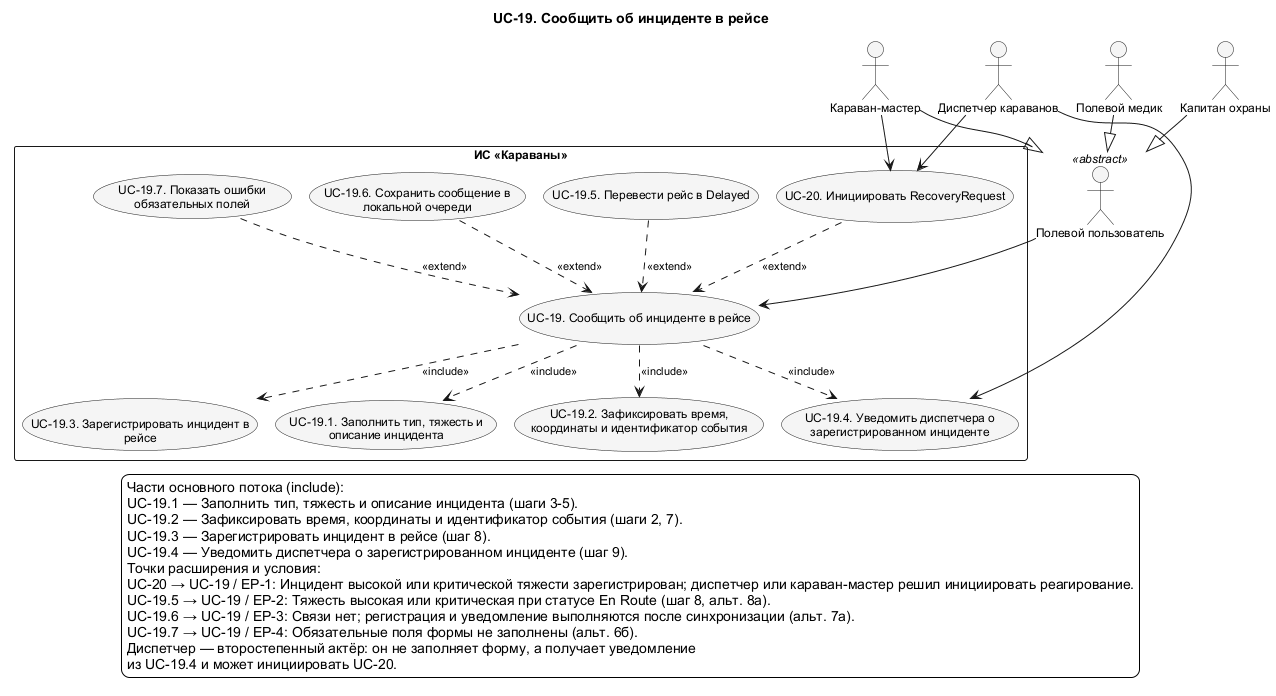 UC-19. Сообщить об инциденте в рейсе
Караван-мастер
Диспетчер караванов
Полевой медик
Капитан охраны
ИС «Караваны»
«abstract»
Полевой пользователь
UC-19.7. Показать ошибки
обязательных полей
UC-19.6. Сохранить сообщение в
локальной очереди
UC-19.5. Перевести рейс в Delayed
UC-20. Инициировать RecoveryRequest
«extend»
«extend»
«extend»
«extend»
UC-19. Сообщить об инциденте в рейсе
«include»
«include»
«include»
«include»
UC-19.3. Зарегистрировать инцидент в
рейсе
UC-19.1. Заполнить тип, тяжесть и
описание инцидента
UC-19.2. Зафиксировать время,
координаты и идентификатор события
UC-19.4. Уведомить диспетчера о
зарегистрированном инциденте
Части основного потока (include):
UC-19.1 — Заполнить тип, тяжесть и описание инцидента (шаги 3-5).
UC-19.2 — Зафиксировать время, координаты и идентификатор события (шаги 2, 7).
UC-19.3 — Зарегистрировать инцидент в рейсе (шаг 8).
UC-19.4 — Уведомить диспетчера о зарегистрированном инциденте (шаг 9).
Точки расширения и условия:
UC-20 → UC-19 / EP-1: Инцидент высокой или критической тяжести зарегистрирован; диспетчер или караван-мастер решил инициировать реагирование.
UC-19.5 → UC-19 / EP-2: Тяжесть высокая или критическая при статусе En Route (шаг 8, альт. 8а).
UC-19.6 → UC-19 / EP-3: Связи нет; регистрация и уведомление выполняются после синхронизации (альт. 7а).
UC-19.7 → UC-19 / EP-4: Обязательные поля формы не заполнены (альт. 6б).
Диспетчер — второстепенный актёр: он не заполняет форму, а получает уведомление
из UC-19.4 и может инициировать UC-20.